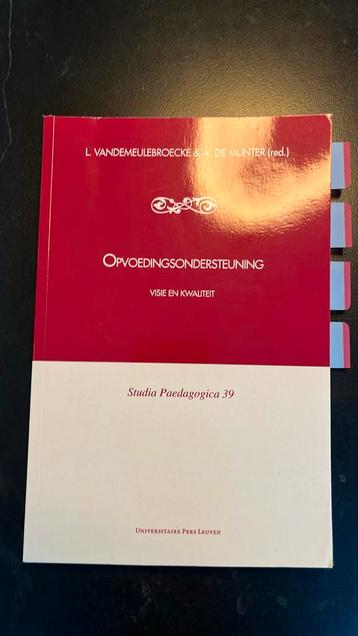 L. VANDEMEULEBROECKE & A. DE MUNTER (red.)
OPVOEDINGSONDERSTEUNING
VISIE EN KWALITEIT
Studia Paedagogica 39
UNIVERSITAIRE PERS LEUVEN